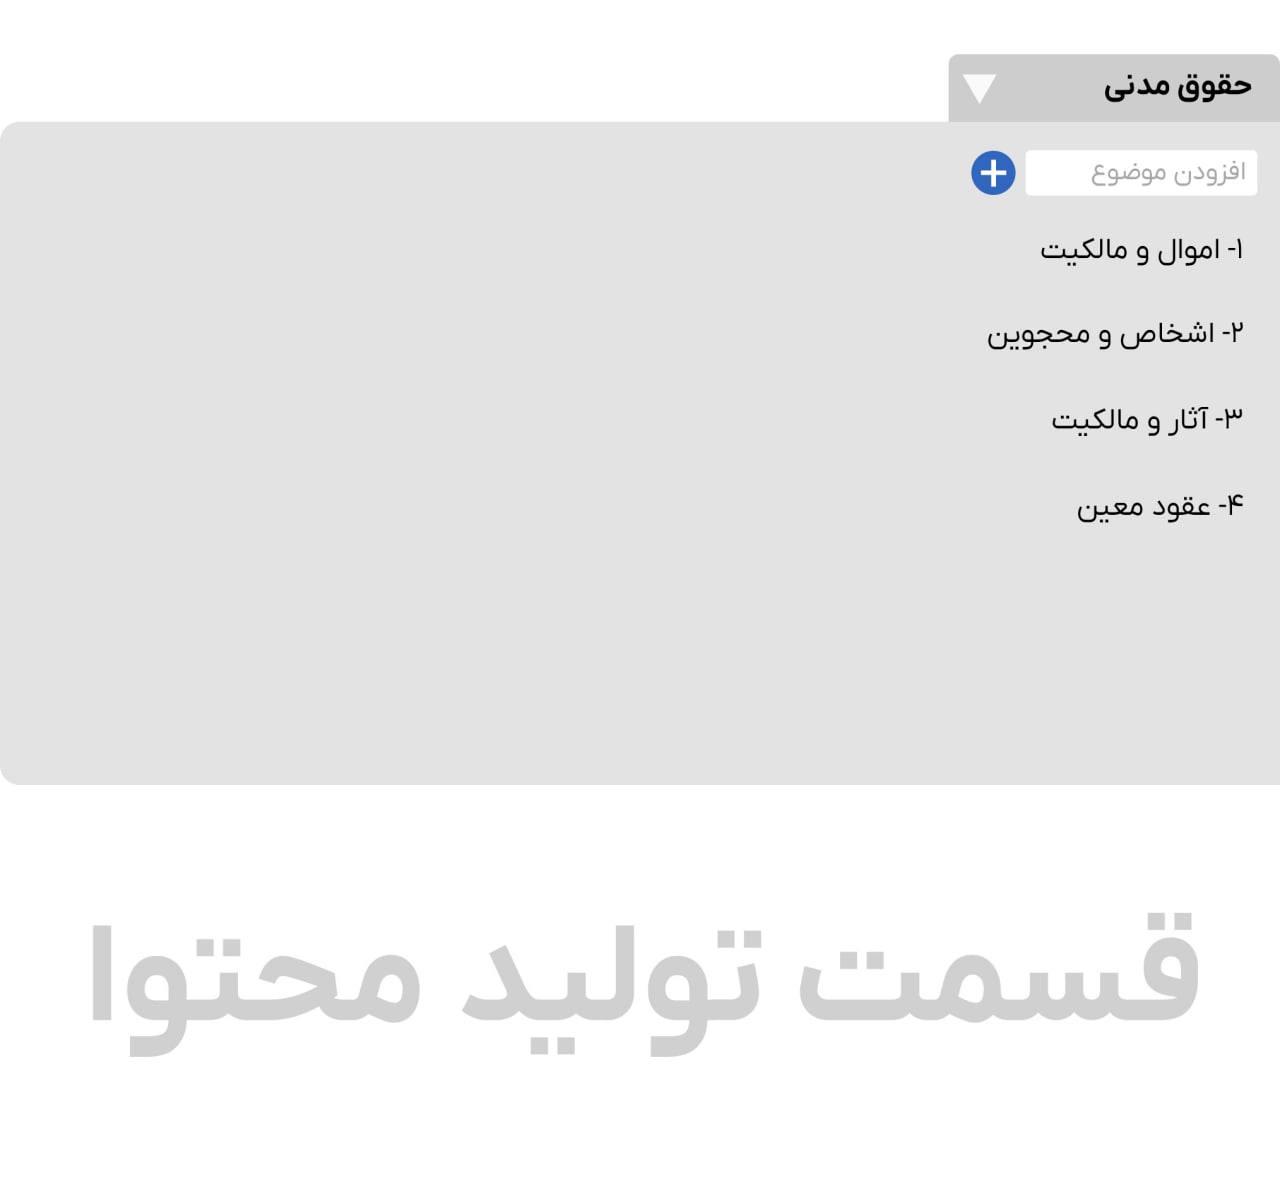 حقوق مدنی
افزودن موضوع
۱- اموال و مالکیت
۲- اشخاص و محجوین
۳- آثار و مالکیت
۴- عقود معین
قسمت تولید محتوا